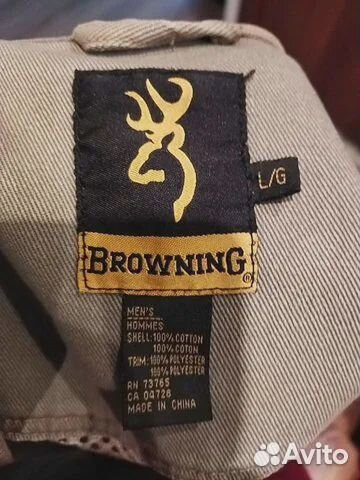 L/G
BROWNING®
MEN'S
HOMMES
SHELL: 100% COTTON
100% COTON
TRIM: 100% POLYESTER
100% POLYESTER
RN 73765
CA 04728
MADE IN CHINA
Avito